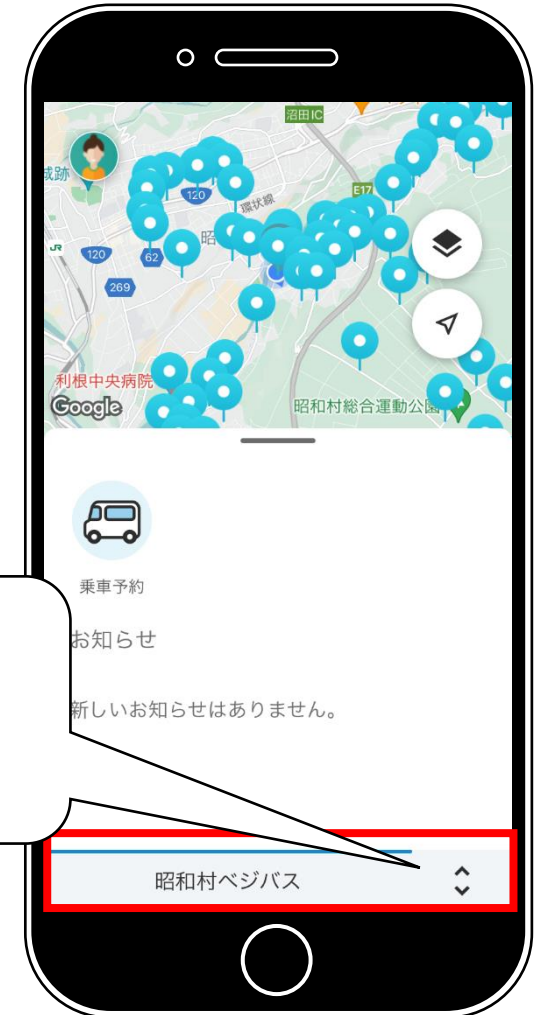 沼田IC
城跡
120
E17
環状線
昭
JR
120
62
269
利根中央病院
Google
昭和村総合運動公園
乗車予約
お知らせ
新しいお知らせはありません。
昭和村ベジバス